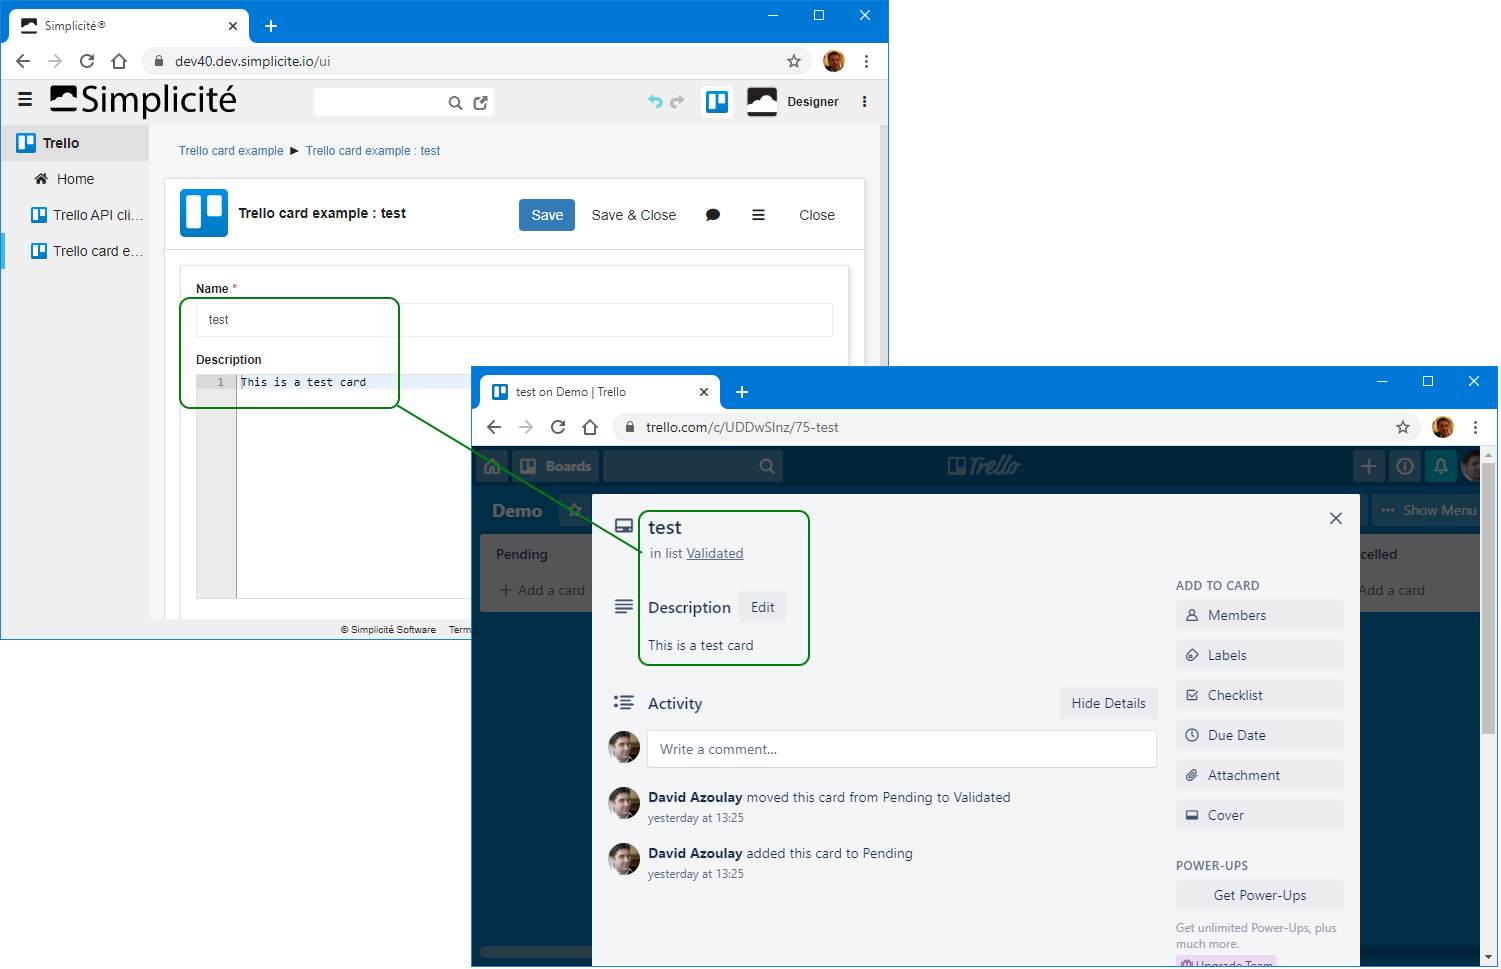 Simplicité®
dev40.dev.simplicite.io/ui
Simplicité
Designer
Trello
Home
Trello API cli...
Trello card e...
Trello card example ▶ Trello card example : test
Trello card example : test
Save
Save & Close
Close
Name *
test
Description
1 This is a test card
© Simplicité Software Term
test on Demo | Trello
trello.com/c/UDDwSInz/75-test
Boards
Trello
Demo
Show Menu
Pending
+ Add a card
celled
Add a card
test
in list Validated
Description
Edit
This is a test card
Activity
Hide Details
Write a comment...
David Azoulay moved this card from Pending to Validated
yesterday at 13:25
David Azoulay added this card to Pending
yesterday at 13:25
ADD TO CARD
Members
Labels
Checklist
Due Date
Attachment
Cover
POWER-UPS
Get Power-Ups
Get unlimited Power-Ups, plus
much more.
Upgrade Team